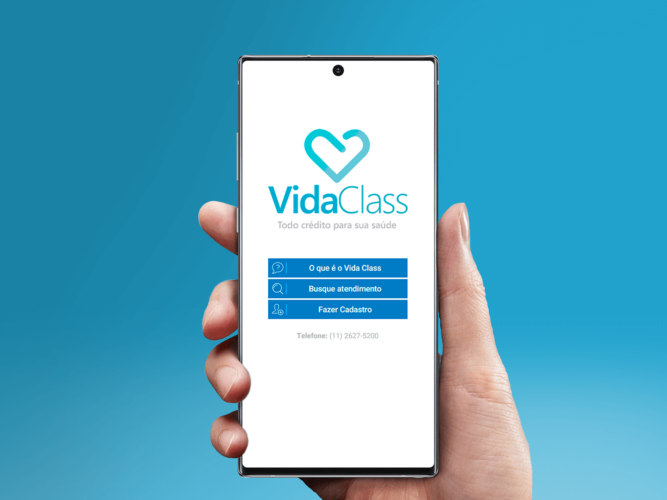 VidaClass
Todo crédito para sua saúde
O que é o Vida Class
Busque atendimento
Fazer Cadastro
Telefone: (11) 2627-5200